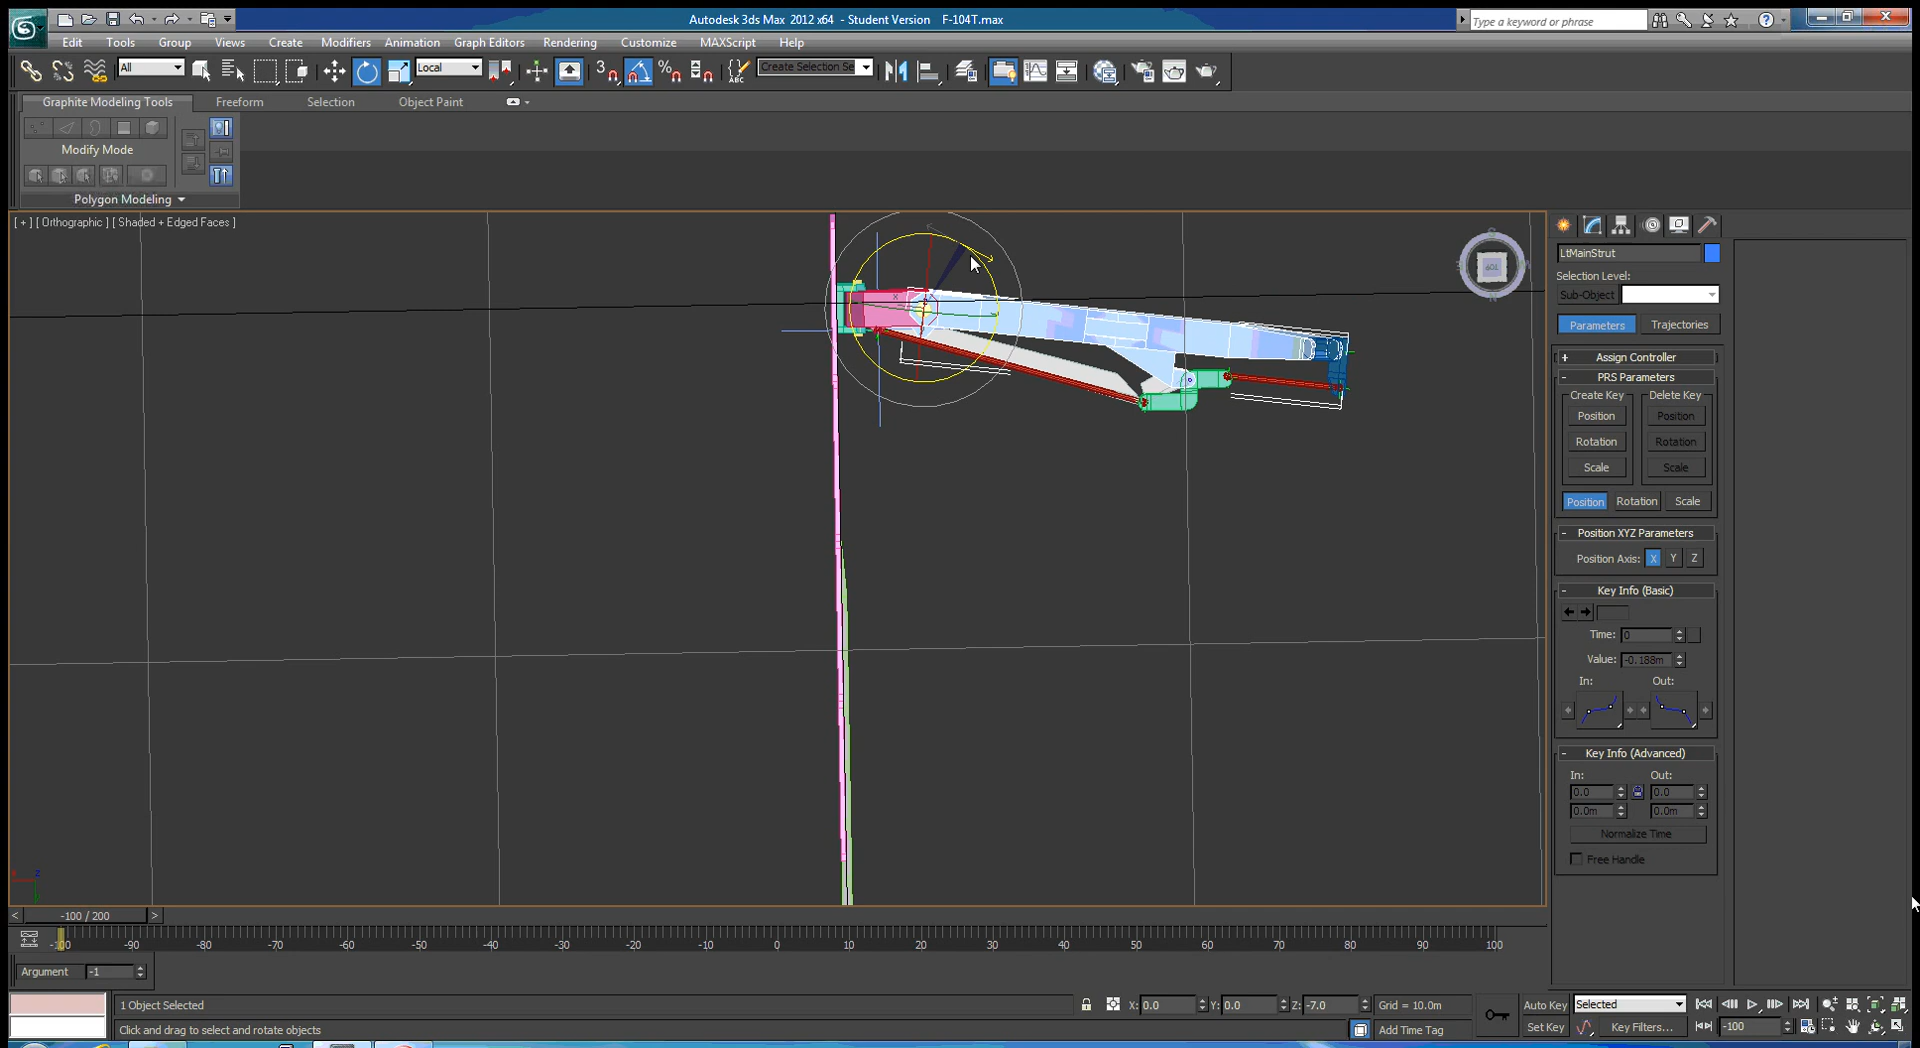 Autodesk 3ds Max 2012 x64 - Student Version F-104T.max
Type a keyword or phrase
Edit Tools Group Views Create Modifiers Animation Graph Editors Rendering Customize MAXScript Help
All Local 3 Create Selection Se
Graphite Modeling Tools Freeform Selection Object Paint
Modify Mode
Polygon Modeling
[ + ] [ Orthographic ] [ Shaded + Edged Faces ]
LtMainStrut
Selection Level:
Sub-Object
Parameters Trajectories
+ Assign Controller
- PRS Parameters
Create Key Delete Key
Position Position
Rotation Rotation
Scale Scale
Position Rotation Scale
- Position XYZ Parameters
Position Axis: X Y Z
- Key Info (Basic)
Time: 0
Value: -0.188m
In: Out:
- Key Info (Advanced)
In: Out:
0.0 0.0
0.0m 0.0m
Normalize Time
Free Handle
< -100 / 200 >
-100 -90 -80 -70 -60 -50 -40 -30 -20 -10 0 10 20 30 40 50 60 70 80 90 100
Argument -1
1 Object Selected X: 0.0 Y: 0.0 Z: -7.0 Grid = 10.0m Auto Key Selected
Click and drag to select and rotate objects Add Time Tag Set Key Key Filters... -100